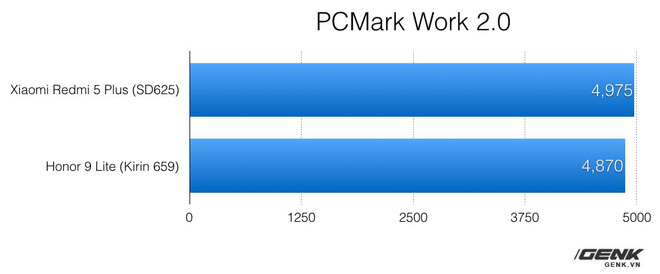 PCMark Work 2.0
Xiaomi Redmi 5 Plus (SD625)
4,975
Honor 9 Lite (Kirin 659)
4,870
0 1250 2500 3750 5000
GENK
GENK.VN